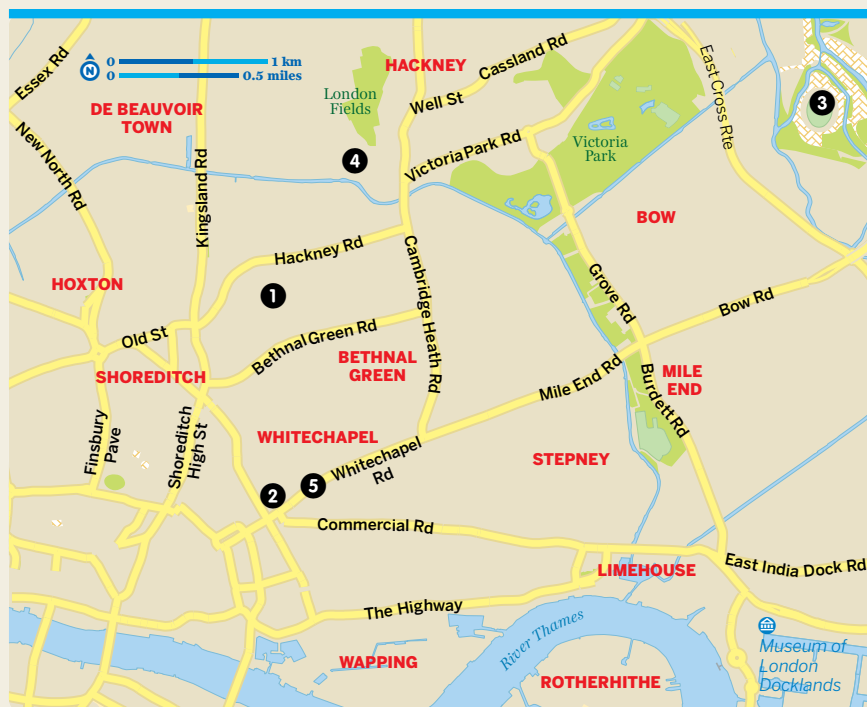 Essex Rd
0 1 km
N
0 0.5 miles
HACKNEY
Cassland Rd
London
Fields
Well St
East Cross Rte
3
DE BEAUVOIR
TOWN
New North Rd
Kingsland Rd
4
Victoria Park Rd
Victoria
Park
BOW
Hackney Rd
Cambridge Heath Rd
HOXTON
1
Grove Rd
Bow Rd
Old St
Bethnal Green Rd
BETHNAL
GREEN
SHOREDITCH
Mile End Rd
MILE
END
Burdett Rd
Finsbury
Pave
Shoreditch
High St
WHITECHAPEL
Whitechapel
Rd
STEPNEY
2
5
Commercial Rd
LIMEHOUSE
East India Dock Rd
The Highway
River Thames
WAPPING
ROTHERHITHE
Museum of
London
Docklands